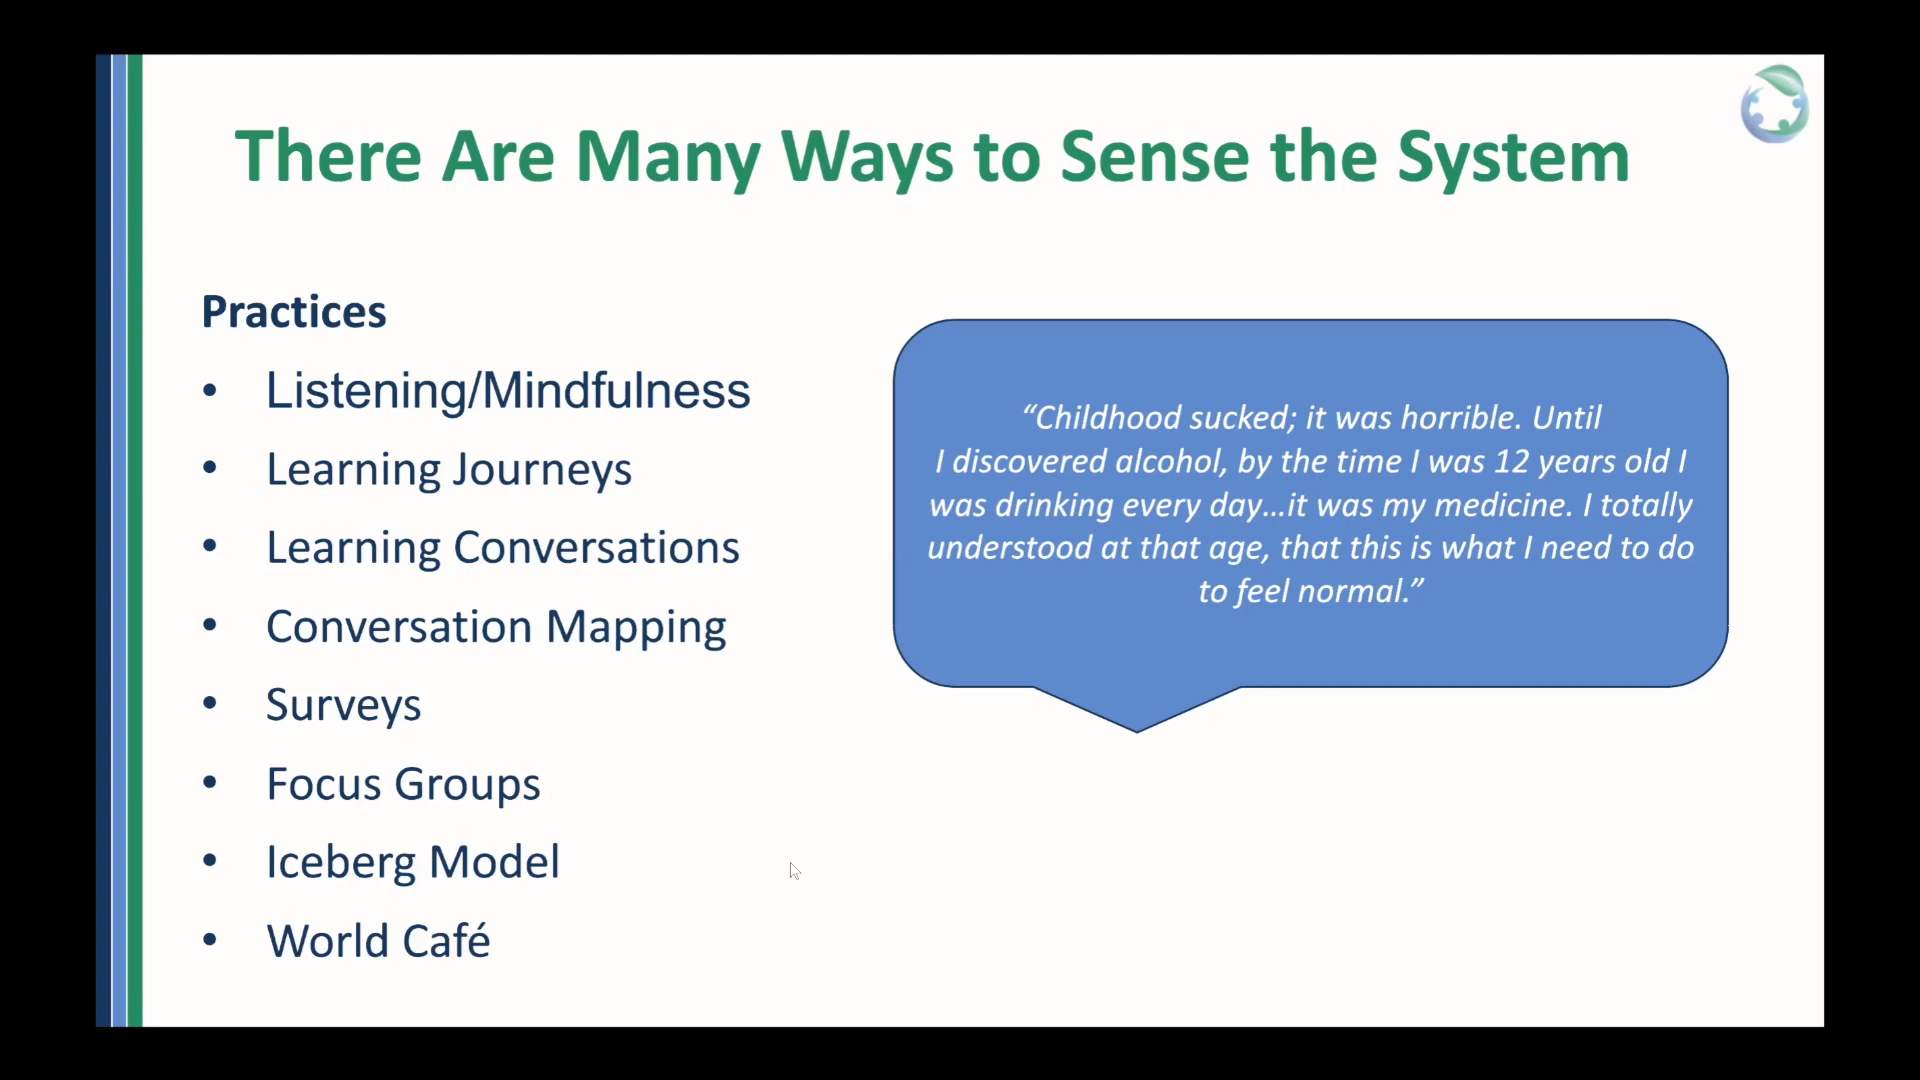 There Are Many Ways to Sense the System
Practices
• Listening/Mindfulness
• Learning Journeys
• Learning Conversations
• Conversation Mapping
• Surveys
• Focus Groups
• Iceberg Model
• World Café
“Childhood sucked; it was horrible. Until
I discovered alcohol, by the time I was 12 years old I
was drinking every day…it was my medicine. I totally
understood at that age, that this is what I need to do
to feel normal.”